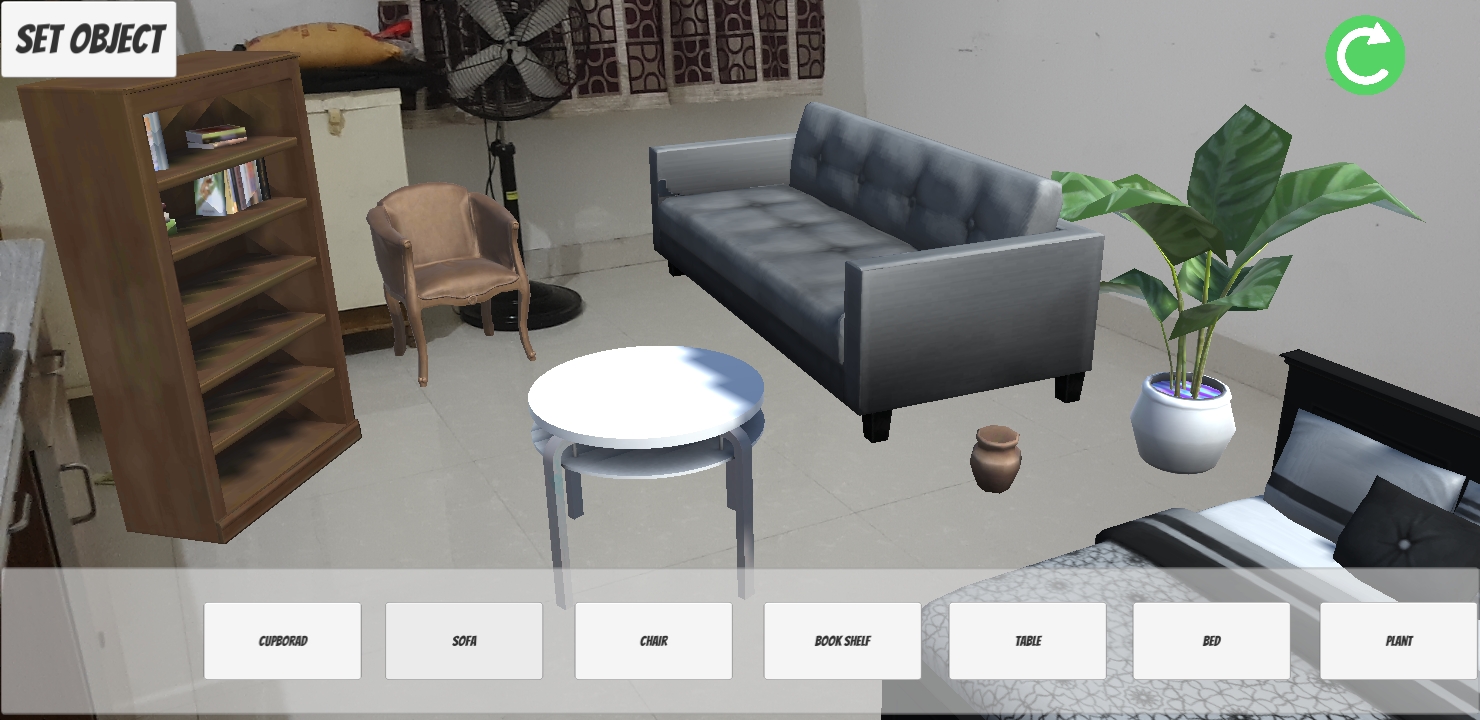 SET OBJECT
CUPBORAD
SOFA
CHAIR
BOOK SHELF
TABLE
BED
PLANT